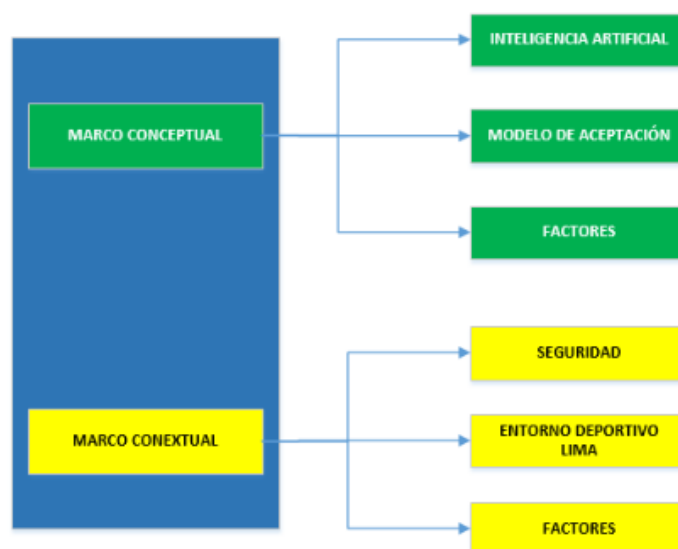 MARCO CONCEPTUAL
INTELIGENCIA ARTIFICIAL
MODELO DE ACEPTACIÓN
FACTORES
MARCO CONEXTUAL
SEGURIDAD
ENTORNO DEPORTIVO
LIMA
FACTORES